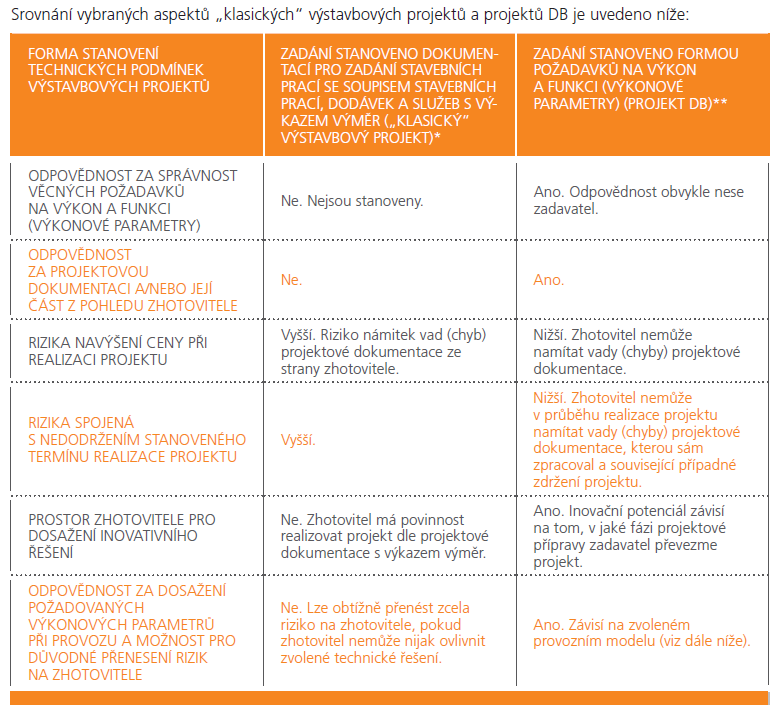 Srovnání vybraných aspektů „klasických“ výstavbových projektů a projektů DB je uvedeno níže:
FORMA STANOVENÍ
TECHNICKÝCH PODMÍNEK
VÝSTAVBOVÝCH PROJEKTŮ
ZADÁNÍ STANOVENO DOKUMEN-
TACÍ PRO ZADÁNÍ STAVEBNÍCH
PRACÍ SE SOUPISEM STAVEBNÍCH
PRACÍ, DODÁVEK A SLUŽEB S VÝ-
KAZEM VÝMĚR („KLASICKÝ“
VÝSTAVBOVÝ PROJEKT)*
ZADÁNÍ STANOVENO FORMOU
POŽADAVKŮ NA VÝKON
A FUNKCI (VÝKONOVÉ
PARAMETRY) (PROJEKT DB)**
ODPOVĚDNOST ZA SPRÁVNOST
VĚCNÝCH POŽADAVKŮ
NA VÝKON A FUNKCI
(VÝKONOVÉ PARAMETRY)
Ne. Nejsou stanoveny.
Ano. Odpovědnost obvykle nese
zadavatel.
ODPOVĚDNOST
ZA PROJEKTOVOU
DOKUMENTACI A/NEBO JEJÍ
ČÁST Z POHLEDU ZHOTOVITELE
Ne.
Ano.
RIZIKA NAVÝŠENÍ CENY PŘI
REALIZACI PROJEKTU
Vyšší. Riziko námitek vad (chyb)
projektové dokumentace ze
strany zhotovitele.
Nižší. Zhotovitel nemůže
namítat vady (chyby) projektové
dokumentace.
RIZIKA SPOJENÁ
S NEDODRŽENÍM STANOVENÉHO
TERMÍNU REALIZACE PROJEKTU
Vyšší.
Nižší. Zhotovitel nemůže
v průběhu realizace projektu
namítat vady (chyby) projektové
dokumentace, kterou sám
zpracoval a související případné
zdržení projektu.
PROSTOR ZHOTOVITELE PRO
DOSAŽENÍ INOVATIVNÍHO
ŘEŠENÍ
Ne. Zhotovitel má povinnost
realizovat projekt dle projektové
dokumentace s výkazem výměr.
Ano. Inovační potenciál závisí
na tom, v jaké fázi projektové
přípravy zadavatel převezme
projekt.
ODPOVĚDNOST ZA DOSAŽENÍ
POŽADOVANÝCH
VÝKONOVÝCH PARAMETRŮ
PŘI PROVOZU A MOŽNOST PRO
DŮVODNÉ PŘENESENÍ RIZIK
NA ZHOTOVITELE
Ne. Lze obtížně přenést zcela
riziko na zhotovitele, pokud
zhotovitel nemůže nijak ovlivnit
zvolené technické řešení.
Ano. Závisí na zvoleném
provozním modelu (viz dále níže).